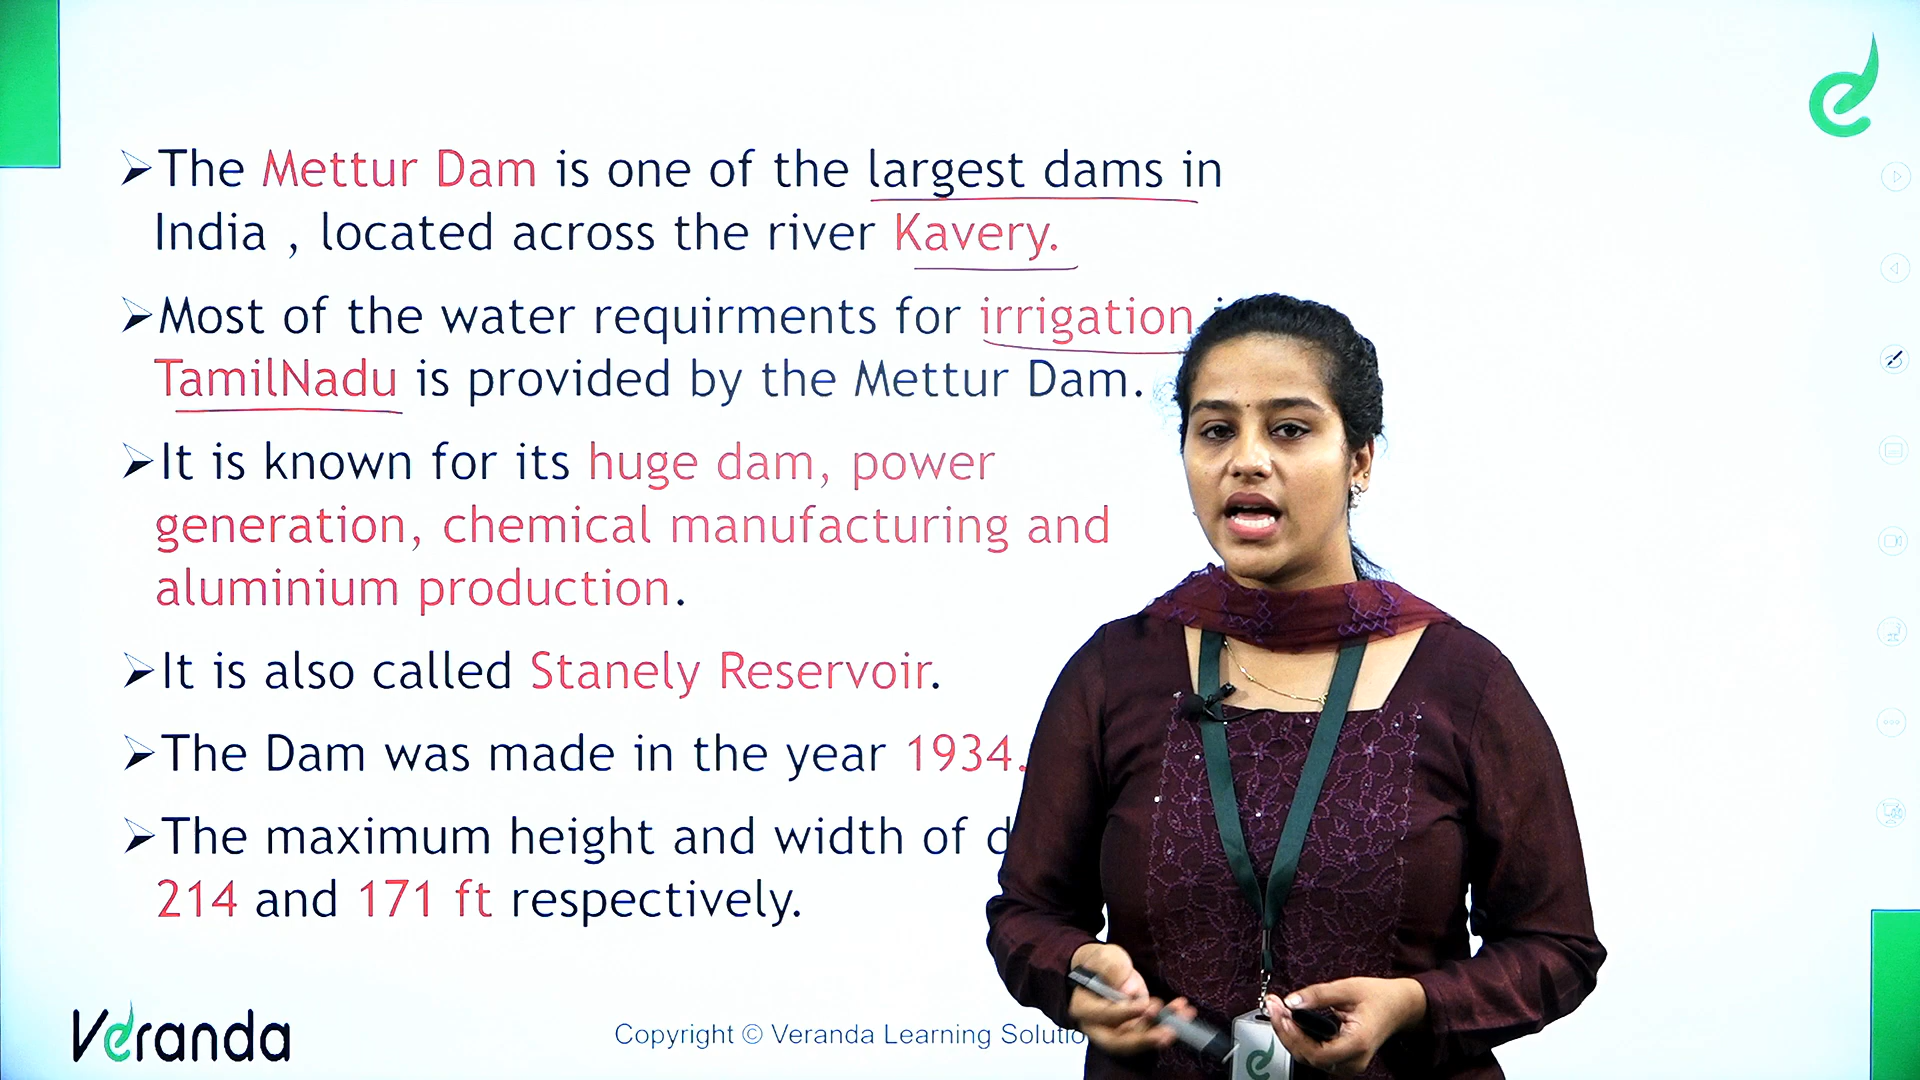 ➢The Mettur Dam is one of the largest dams in
India , located across the river Kavery.
➢Most of the water requirments for irrigation
TamilNadu is provided by the Mettur Dam.
➢It is known for its huge dam, power
generation, chemical manufacturing and
aluminium production.
➢It is also called Stanely Reservoir.
➢The Dam was made in the year 1934.
➢The maximum height and width of
214 and 171 ft respectively.
Veranda
Copyright © Veranda Learning